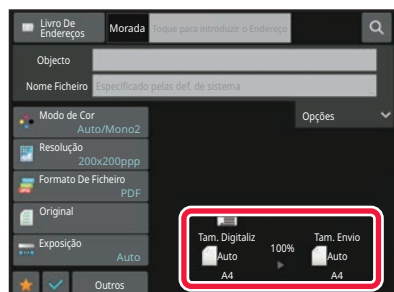 Livro De
Endereços
Morada
Toque para introduzir o Endereço
Objecto
Nome Ficheiro
Especificado pelas def. de sistema
Modo de Cor
Auto/Mono2
Opções
Resolução
200x200ppp
Formato De Ficheiro
PDF
Original
Exposição
Auto
Tam. Digitaliz
100%
Tam. Envio
Auto
Auto
A4
A4
Outros